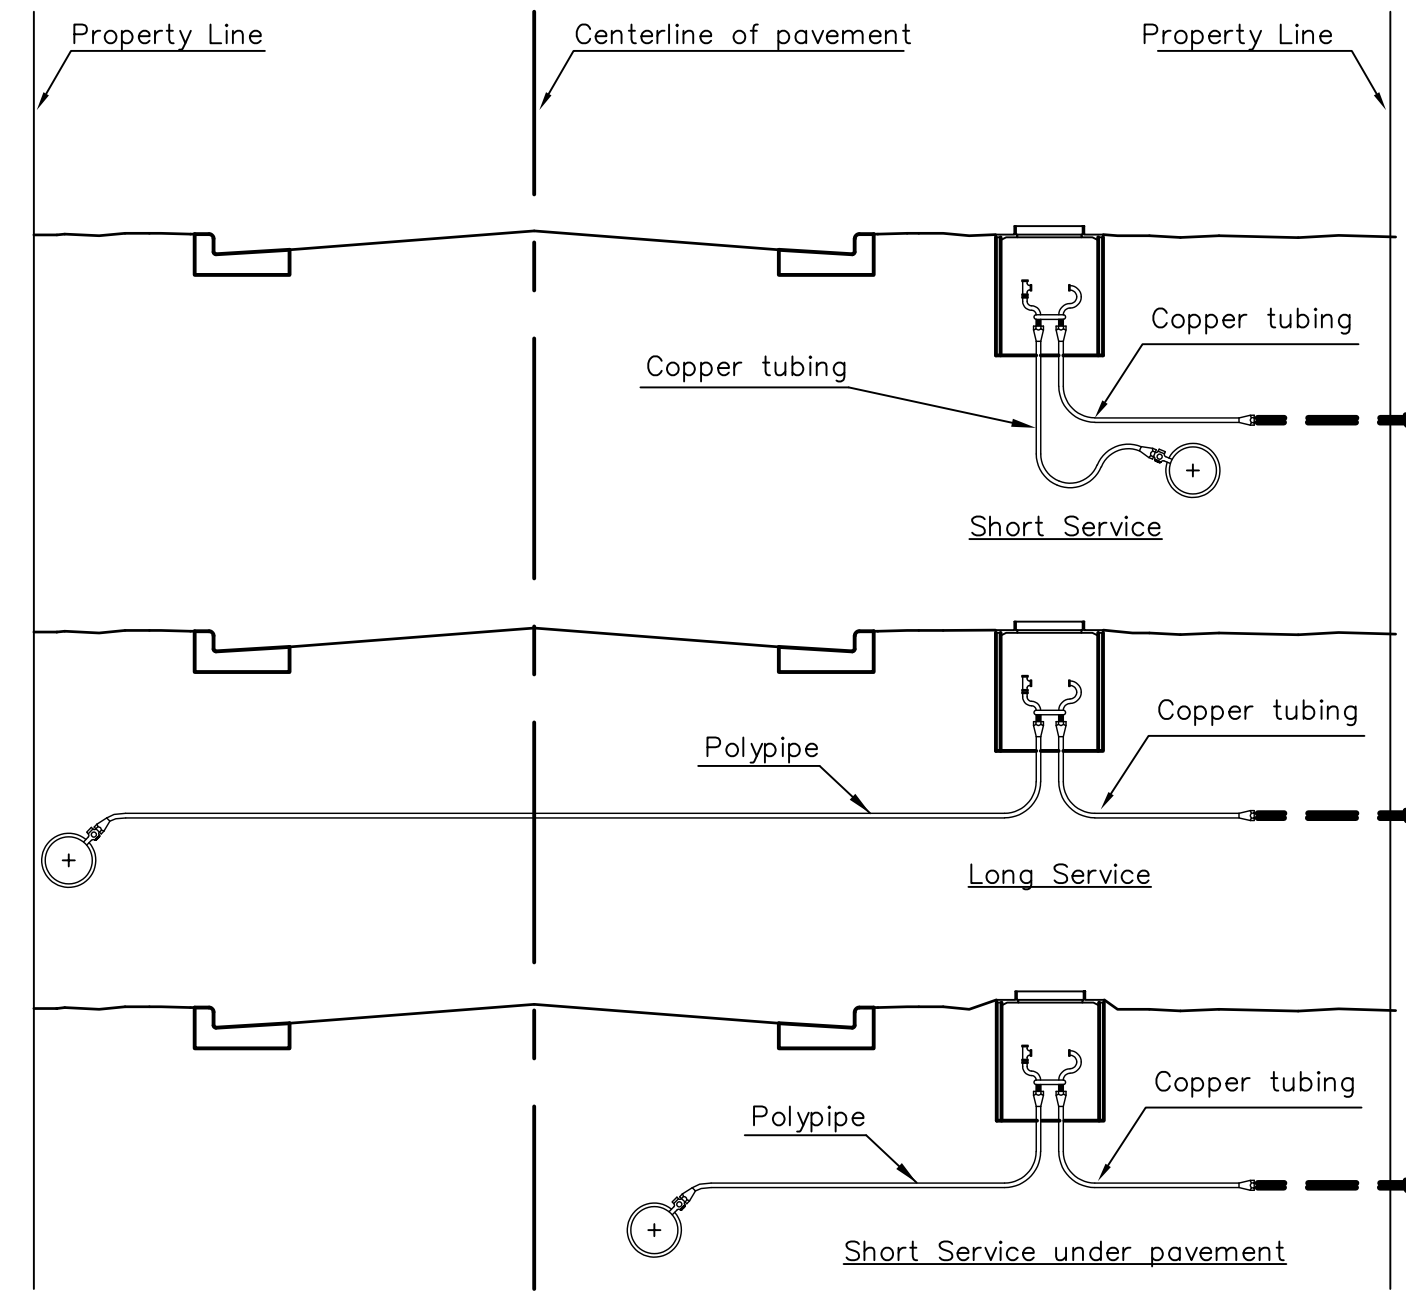 Property Line
Centerline of pavement
Property Line
Copper tubing
Copper tubing
Short Service
Copper tubing
Polypipe
Long Service
Copper tubing
Polypipe
Short Service under pavement